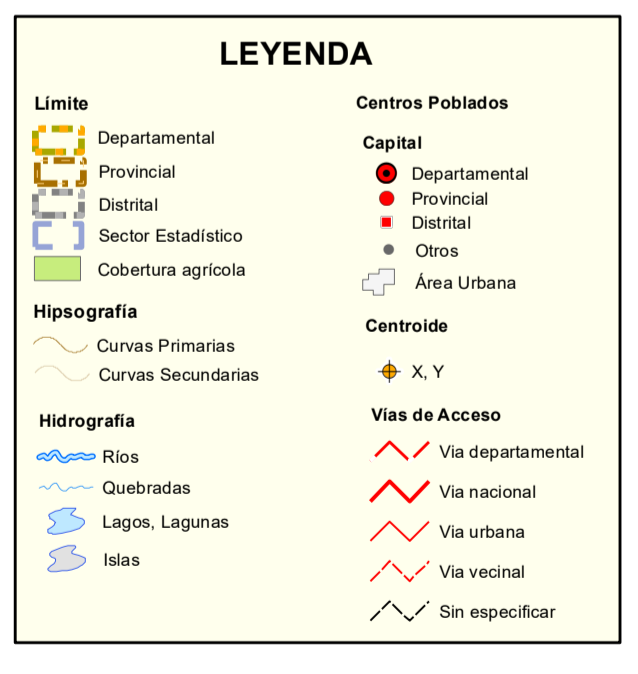 LEYENDA
Límite
Departamental
Provincial
Distrital
Sector Estadístico
Cobertura agrícola
Hipsografía
Curvas Primarias
Curvas Secundarias
Hidrografía
Ríos
Quebradas
Lagos, Lagunas
Islas
Centros Poblados
Capital
Departamental
Provincial
Distrital
Otros
Área Urbana
Centroide
X, Y
Vías de Acceso
Via departamental
Via nacional
Via urbana
Via vecinal
Sin especificar